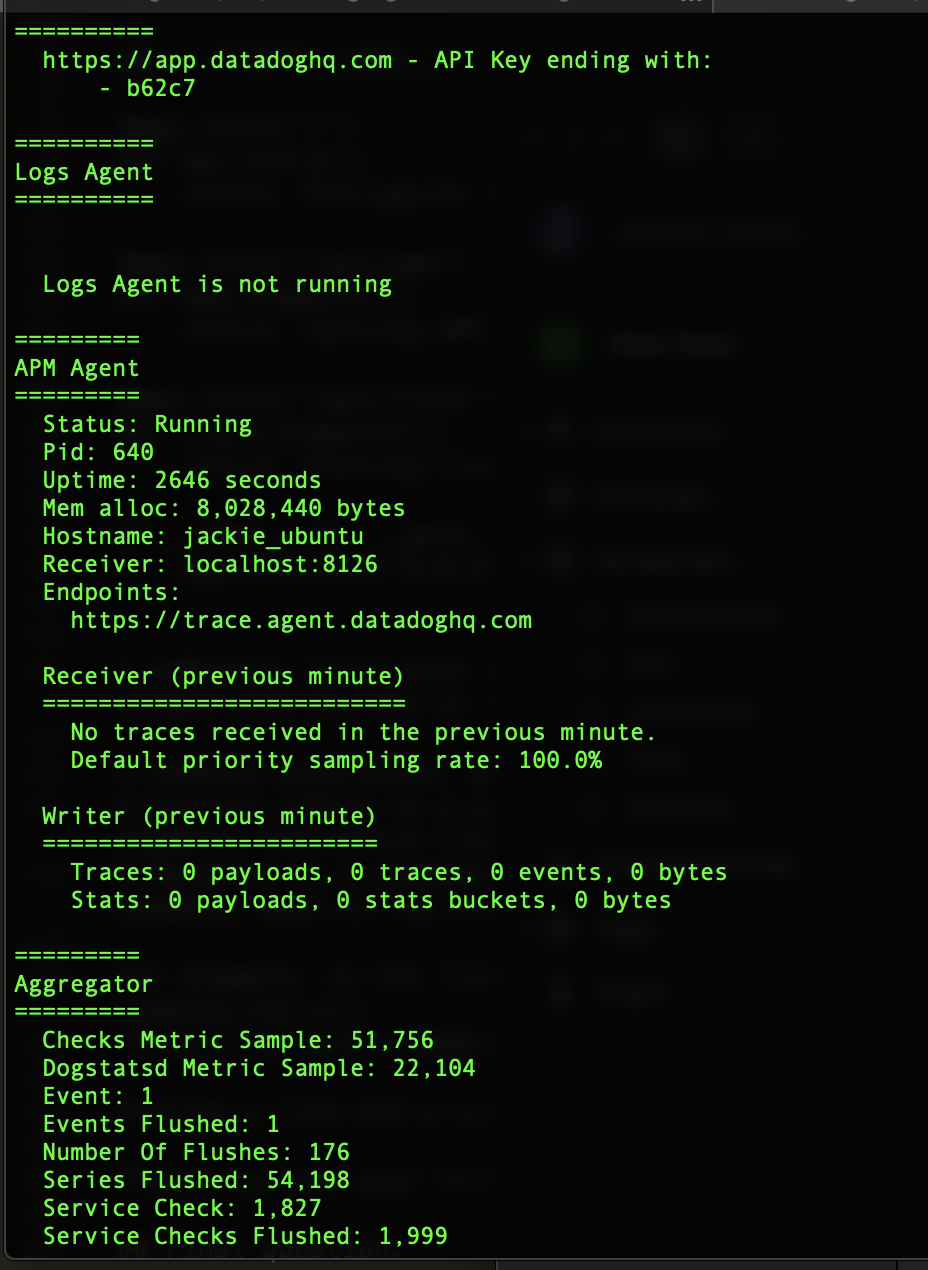 ==========
https://app.datadoghq.com - API Key ending with:
- b62c7
==========
Logs Agent
==========
Logs Agent is not running
=========
APM Agent
=========
Status: Running
Pid: 640
Uptime: 2646 seconds
Mem alloc: 8,028,440 bytes
Hostname: jackie_ubuntu
Receiver: localhost:8126
Endpoints:
https://trace.agent.datadoghq.com
Receiver (previous minute)
==========================
No traces received in the previous minute.
Default priority sampling rate: 100.0%
Writer (previous minute)
========================
Traces: 0 payloads, 0 traces, 0 events, 0 bytes
Stats: 0 payloads, 0 stats buckets, 0 bytes
=========
Aggregator
=========
Checks Metric Sample: 51,756
Dogstatsd Metric Sample: 22,104
Event: 1
Events Flushed: 1
Number Of Flushes: 176
Series Flushed: 54,198
Service Check: 1,827
Service Checks Flushed: 1,999